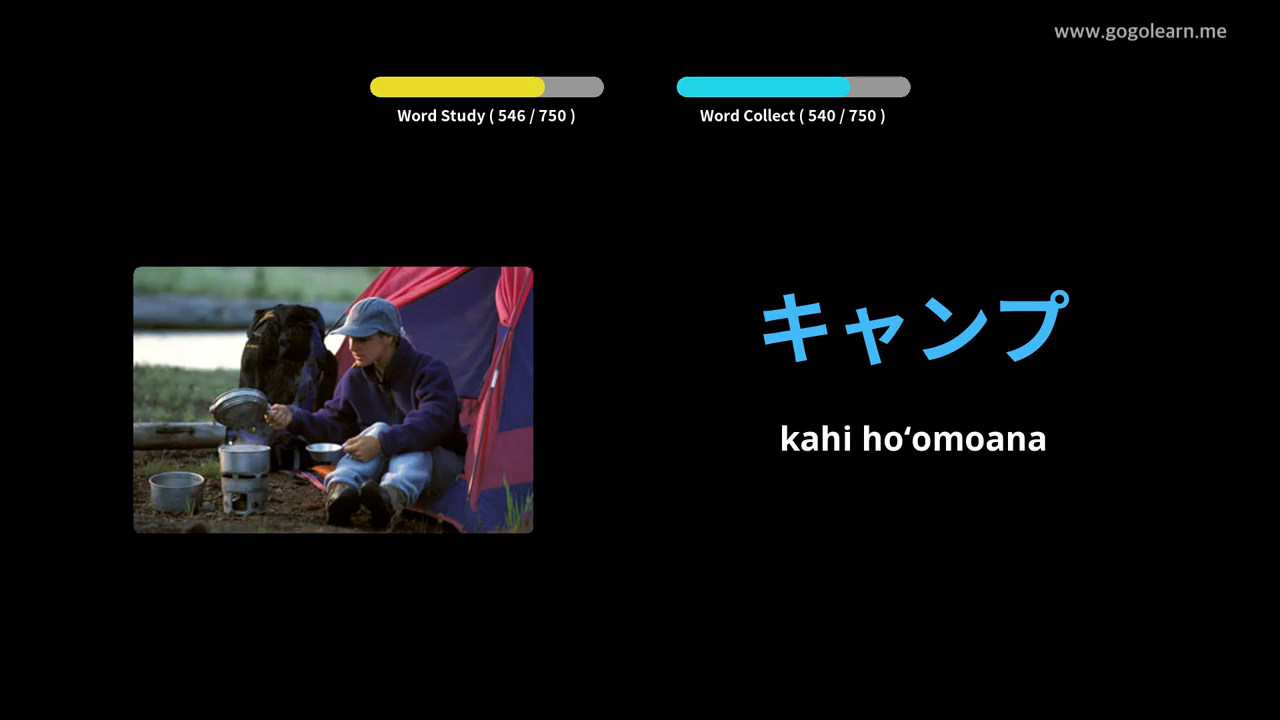 www.gogolearn.me
Word Study ( 546 / 750 )
Word Collect ( 540 / 750 )
キャンプ
kahi hoʻomoana